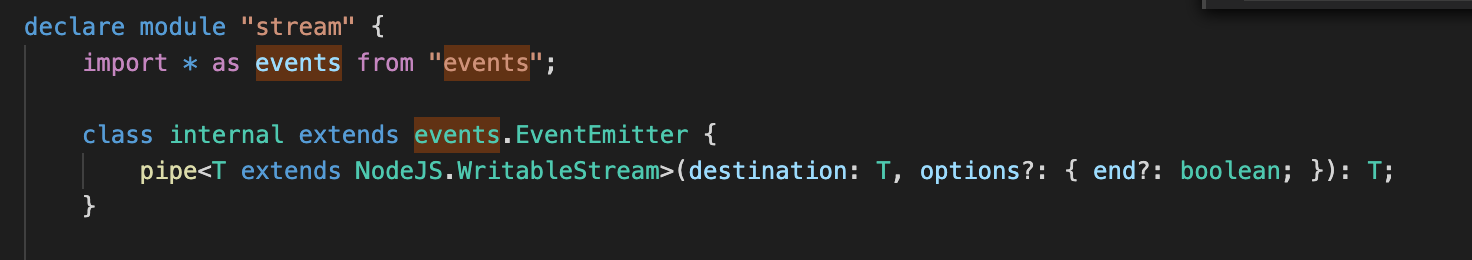 declare module "stream" {
import * as events from "events";
class internal extends events.EventEmitter {
pipe<T extends NodeJS.WritableStream>(destination: T, options?: { end?: boolean; }): T;
}